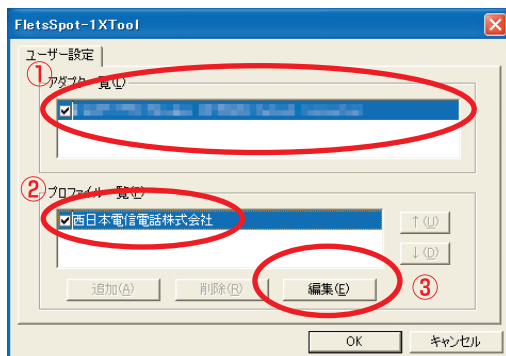 FletsSpot-1XTool
ユーザー設定
①
アダプター覧(L)
②
プロファイル一覧(P)
西日本電信電話株式会社
↑(U)
↓(D)
追加(A)
削除(R)
編集(E)
③
OK
キャンセル